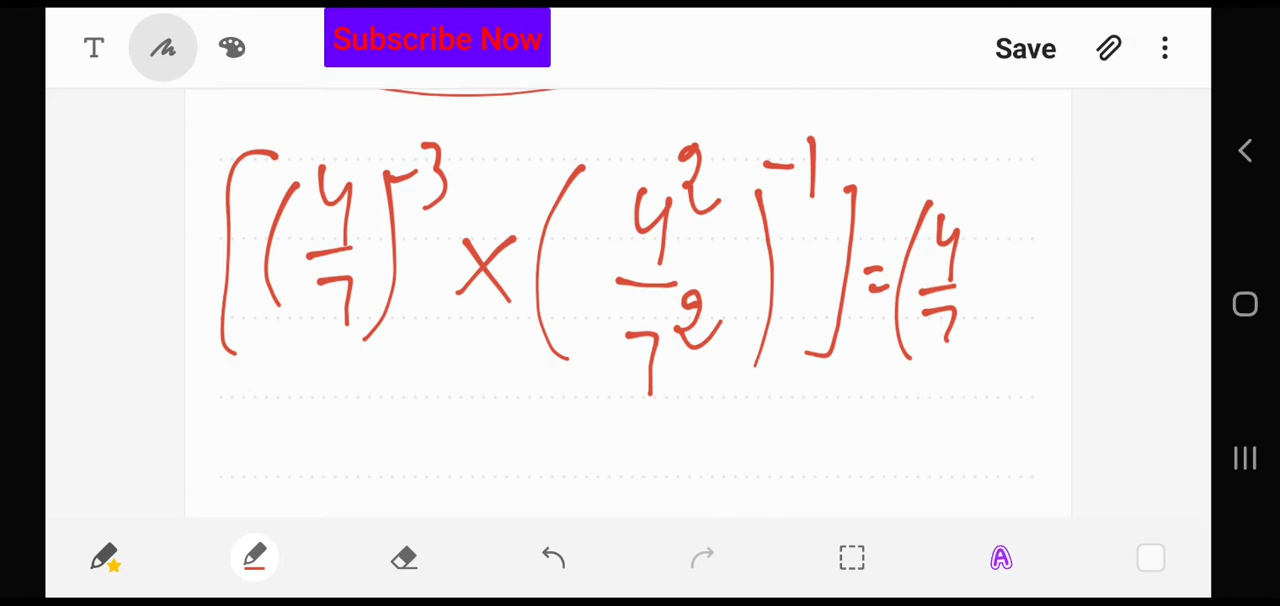 T Subscribe Now Save
[(4/7)^-3 × (4^2/7^2)^-1] = (4/7
A